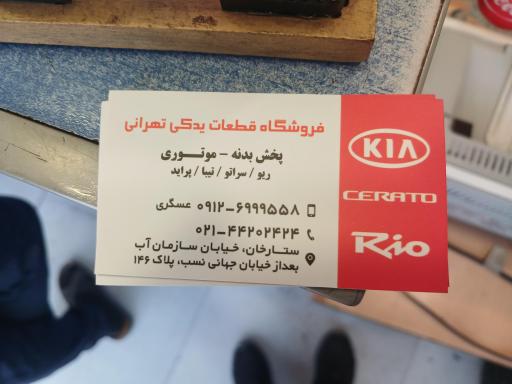 فروشگاه قطعات یدکی تهرانی
پخش بدنه - موتوری
ریو / سراتو / تیبا / پراید
۰۹۱۲-۶۹۹۹۵۵۸ عسگری
۰۲۱-۴۴۲۰۲۴۲۴
ستارخان، خیابان سازمان آب
بعداز خیابان جهانی نسب، پلاک ۱۴۶
KIA
CERATO
Rio